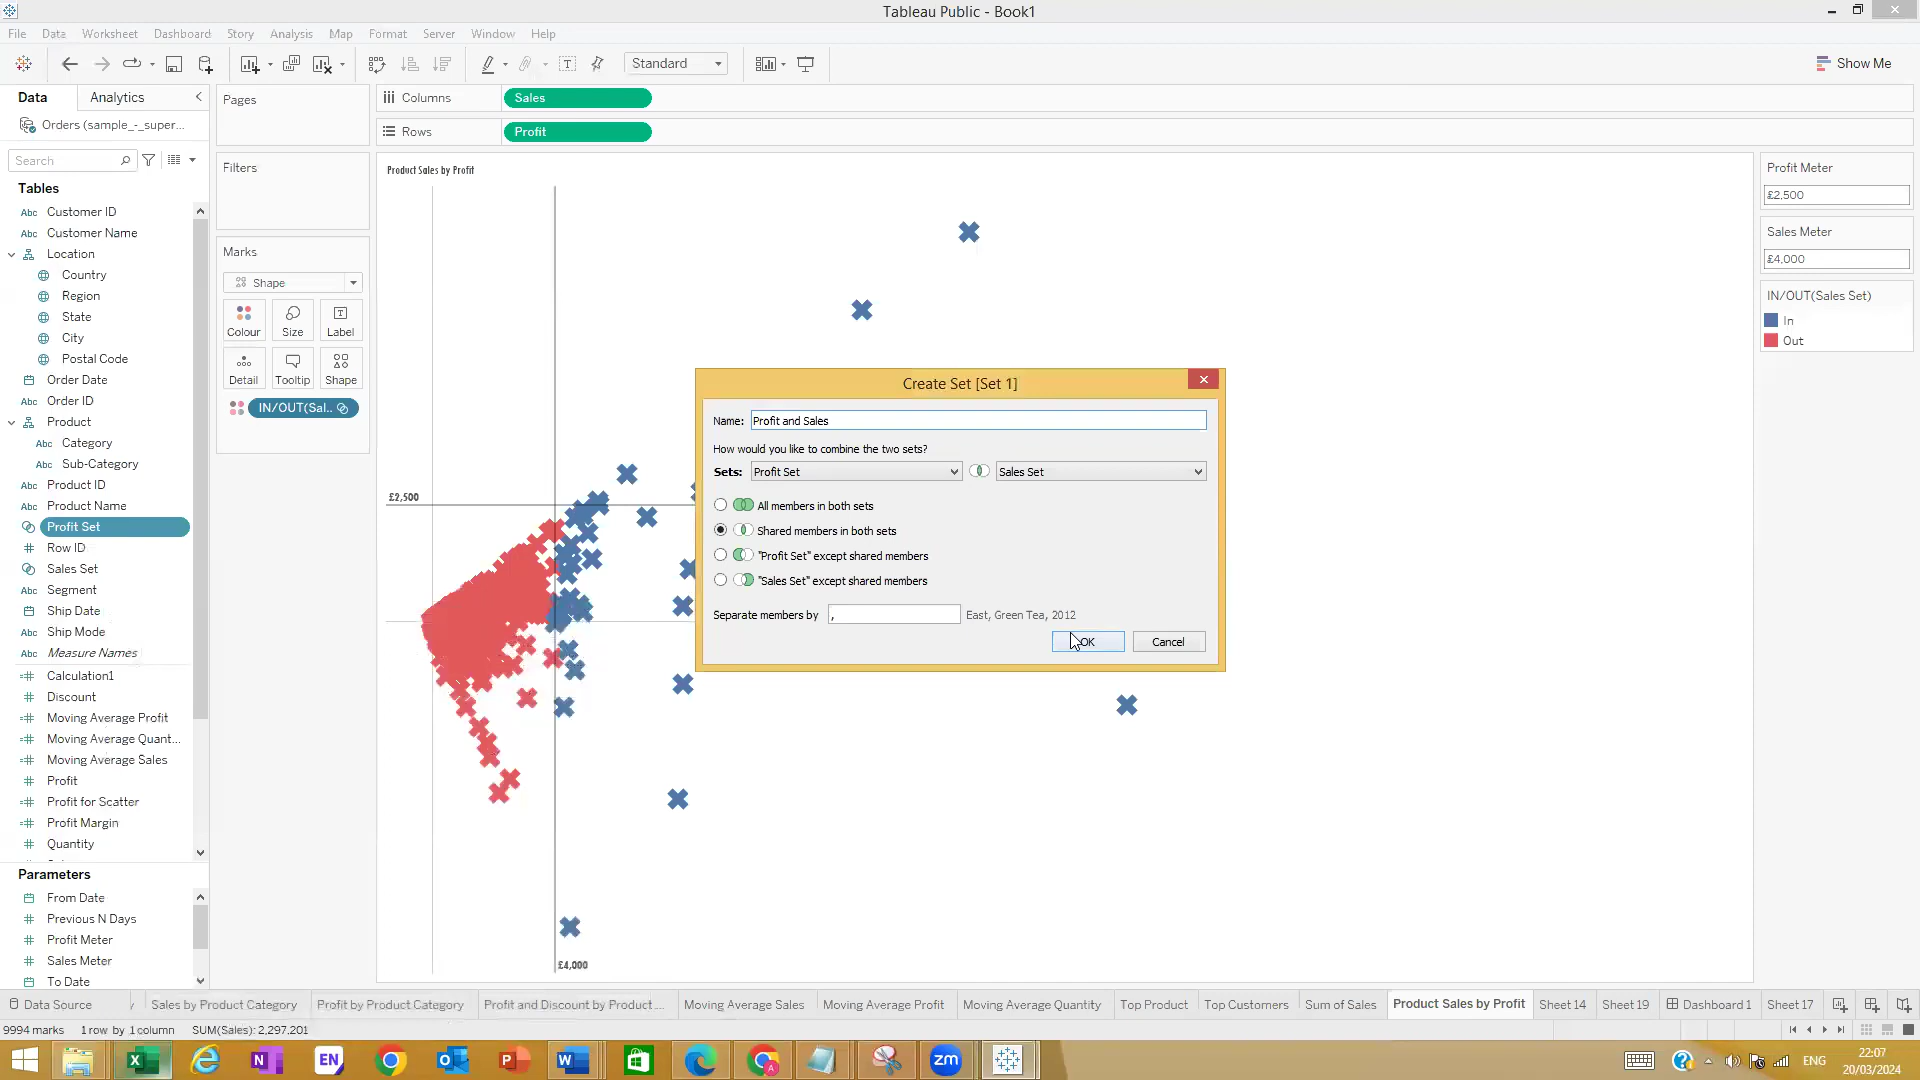 Tableau Public - Book1
File Data Worksheet Dashboard Story Analysis Map Format Server Window Help
Standard
Show Me
Data Analytics
Orders (sample_-_super...
Search
Tables
Abc Customer ID
Abc Customer Name
Location
Country
Region
State
City
Postal Code
Order Date
Abc Order ID
Product
Abc Category
Abc Sub-Category
Abc Product ID
Abc Product Name
Profit Set
# Row ID
Sales Set
Abc Segment
Ship Date
Abc Ship Mode
Abc Measure Names
=# Calculation1
# Discount
=# Moving Average Profit
=# Moving Average Quant...
=# Moving Average Sales
# Profit
=# Profit for Scatter
=# Profit Margin
# Quantity
Parameters
From Date
# Previous N Days
# Profit Meter
# Sales Meter
To Date
Pages
Filters
Marks
Shape
Colour Size Label
Detail Tooltip Shape
IN/OUT(Sal..
Columns Sales
Rows Profit
Product Sales by Profit
£2,500
£4,000
Create Set [Set 1]
Name: Profit and Sales
How would you like to combine the two sets?
Sets: Profit Set Sales Set
All members in both sets
Shared members in both sets
"Profit Set" except shared members
"Sales Set" except shared members
Separate members by , East, Green Tea, 2012
OK Cancel
Profit Meter
£2,500
Sales Meter
£4,000
IN/OUT(Sales Set)
In
Out
Data Source Sales by Product Category Profit by Product Category Profit and Discount By Product ... Moving Average Sales Moving Average Profit Moving Average Quantity Top Product Top Customers Sum of Sales Product Sales by Profit Sheet 14 Sheet 19 Dashboard 1 Sheet 17
9994 marks 1 row by 1 column SUM(Sales): 2,297,201
EN zm ENG
22:07
20/03/2024